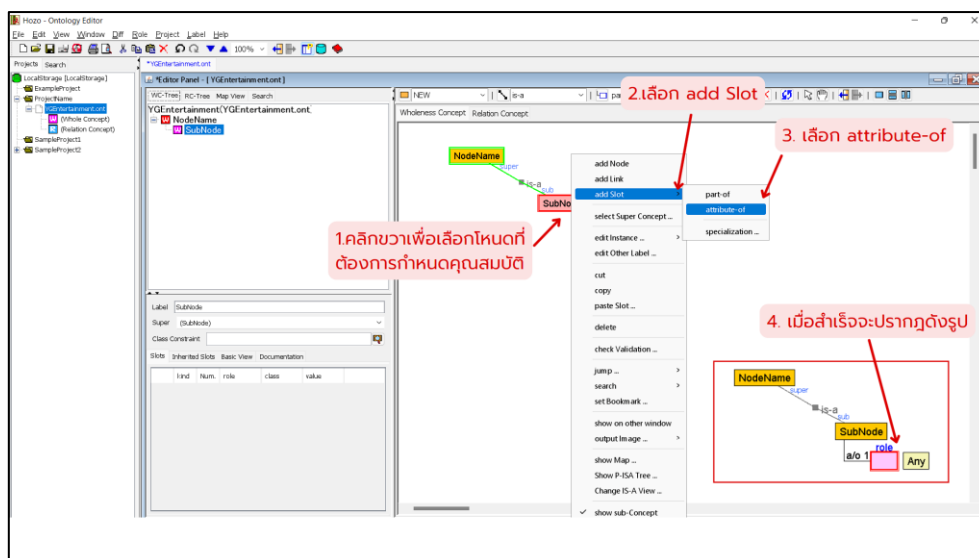 Hozo - Ontology Editor
File Edit View Window Diff Role Project Label Help
100%
Projects Search
*YGEntertainment.ont
LocalStorage [LocalStorage]
ExampleProject
ProjectName
YGEntertainment.ont
(Whole Concept)
(Relation Concept)
SampleProject1
SampleProject2
*Editor Panel - [ YGEntertainment.ont ]
WC-Tree RC-Tree Map View Search
YGEntertainment(YGEntertainment.ont)
NodeName
SubNode
NEW
is-a
Wholeness Concept Relation Concept
NodeName
super
is-a
sub
1.คลิกขวาเพื่อเลือกโหนดที่
ต้องการกำหนดคุณสมบัติ
2.เลือก add Slot
3. เลือก attribute-of
add Node
add Link
add Slot
select Super Concept ...
edit Instance ...
edit Other Label ...
cut
copy
paste Slot ...
delete
check Validation ...
jump ...
search
set Bookmark ...
show on other window
output Image ...
show Map ...
Show P-ISA Tree ...
Change IS-A View ...
✓ show sub-Concept
part-of
attribute-of
specialization ...
Label SubNode
Super (SubNode)
Class Constraint
Slots Inherited Slots Basic View Documentation
kind Num. role class value
4. เมื่อสำเร็จจะปรากฎดังรูป
NodeName
super
is-a
sub
SubNode
role
a/o 1 Any